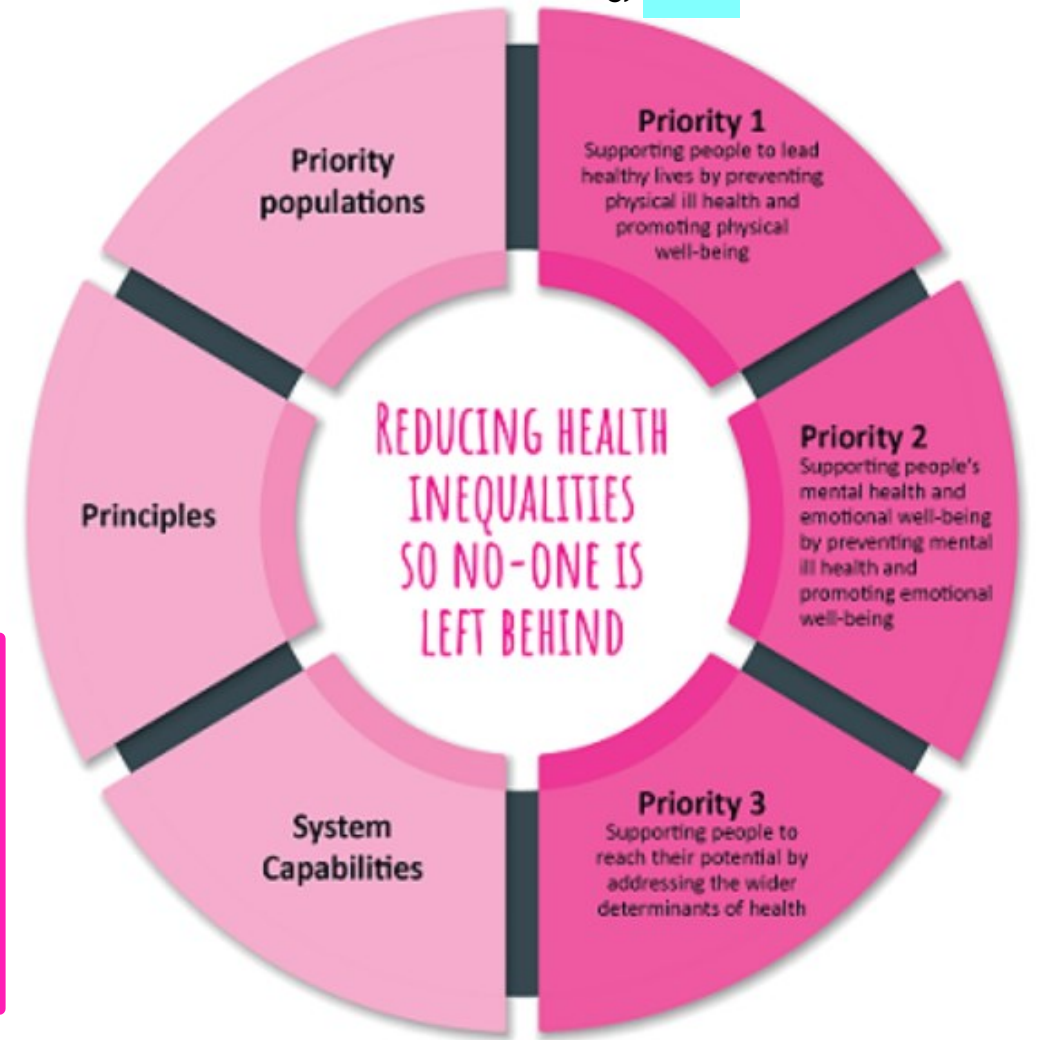 Priority 1
Supporting people to lead
healthy lives by preventing
physical ill health and
promoting physical
well-being
Priority 2
Supporting people's
mental health and
emotional well-being
by preventing mental
ill health and
promoting emotional
well-being
Priority 3
Supporting people to
reach their potential by
addressing the wider
determinants of health
System
Capabilities
Principles
Priority
populations
REDUCING HEALTH
INEQUALITIES
SO NO-ONE IS
LEFT BEHIND